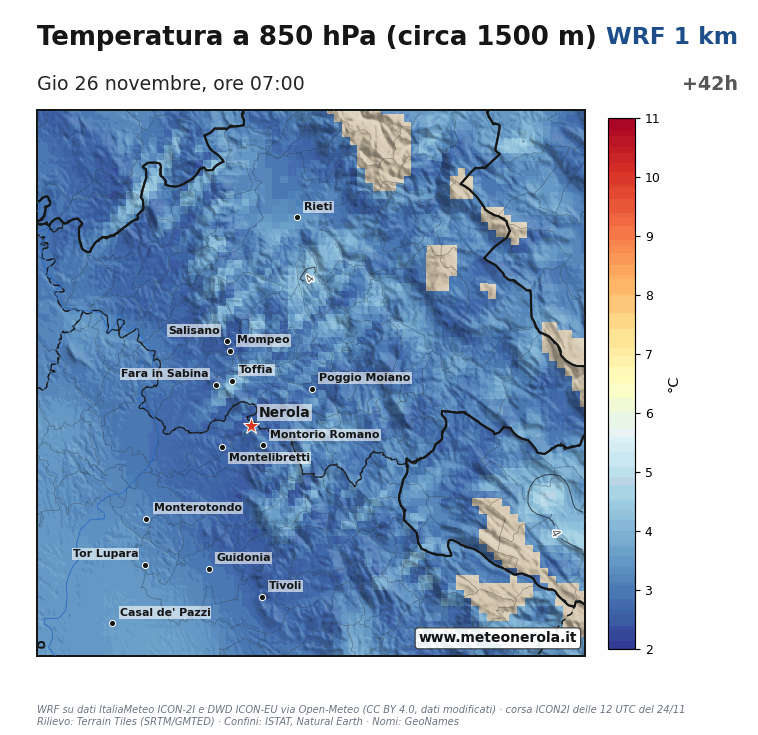 Temperatura a 850 hPa (circa 1500 m) WRF 1 km
Gio 26 novembre, ore 07:00 +42h
Rieti
4
Salisano
Mompeo
Toffia
Fara in Sabina
Poggio Moiano
Nerola
Montorio Romano
Montelibretti
4
Monterotondo
Tor Lupara
Guidonia
Tivoli
Casal de' Pazzi
www.meteonerola.it
11
10
9
8
7
6
5
4
3
2
°C
WRF su dati ItaliaMeteo ICON-2I e DWD ICON-EU via Open-Meteo (CC BY 4.0, dati modificati) · corsa ICON2I delle 12 UTC del 24/11
Rilievo: Terrain Tiles (SRTM/GMTED) · Confini: ISTAT, Natural Earth · Nomi: GeoNames